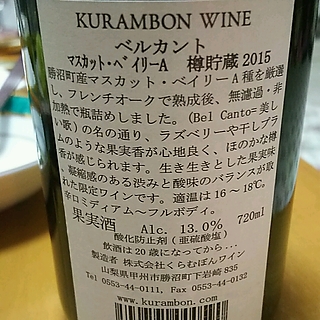 KURAMBON WINE
ベルカント
マスカット・ベイリーA 樽貯蔵 2015
勝沼町産マスカット・ベイリーA種を厳選
し、フレンチオークで熟成後、無濾過・非
加熱で瓶詰めしました。(Bel Canto=美し
い歌)の名の通り、ラズベリーや干しプラ
ムのような果実香が心地良く、ほのかな樽
香が感じられます。生き生きとした果実味
、凝縮感のある渋みと酸味のバランスが取
れた限定ワインです。適温は16～18℃。
辛口ミディアム～フルボディ。
果実酒 Alc. 13.0% 720ml
酸化防止剤(亜硫酸塩)
飲酒は20歳になってから...
製造者 株式会社くらむぼんワイン
山梨県甲州市勝沼町下岩崎835
Tel 0553-44-0111, Fax 0553-44-0132
www.kurambon.com